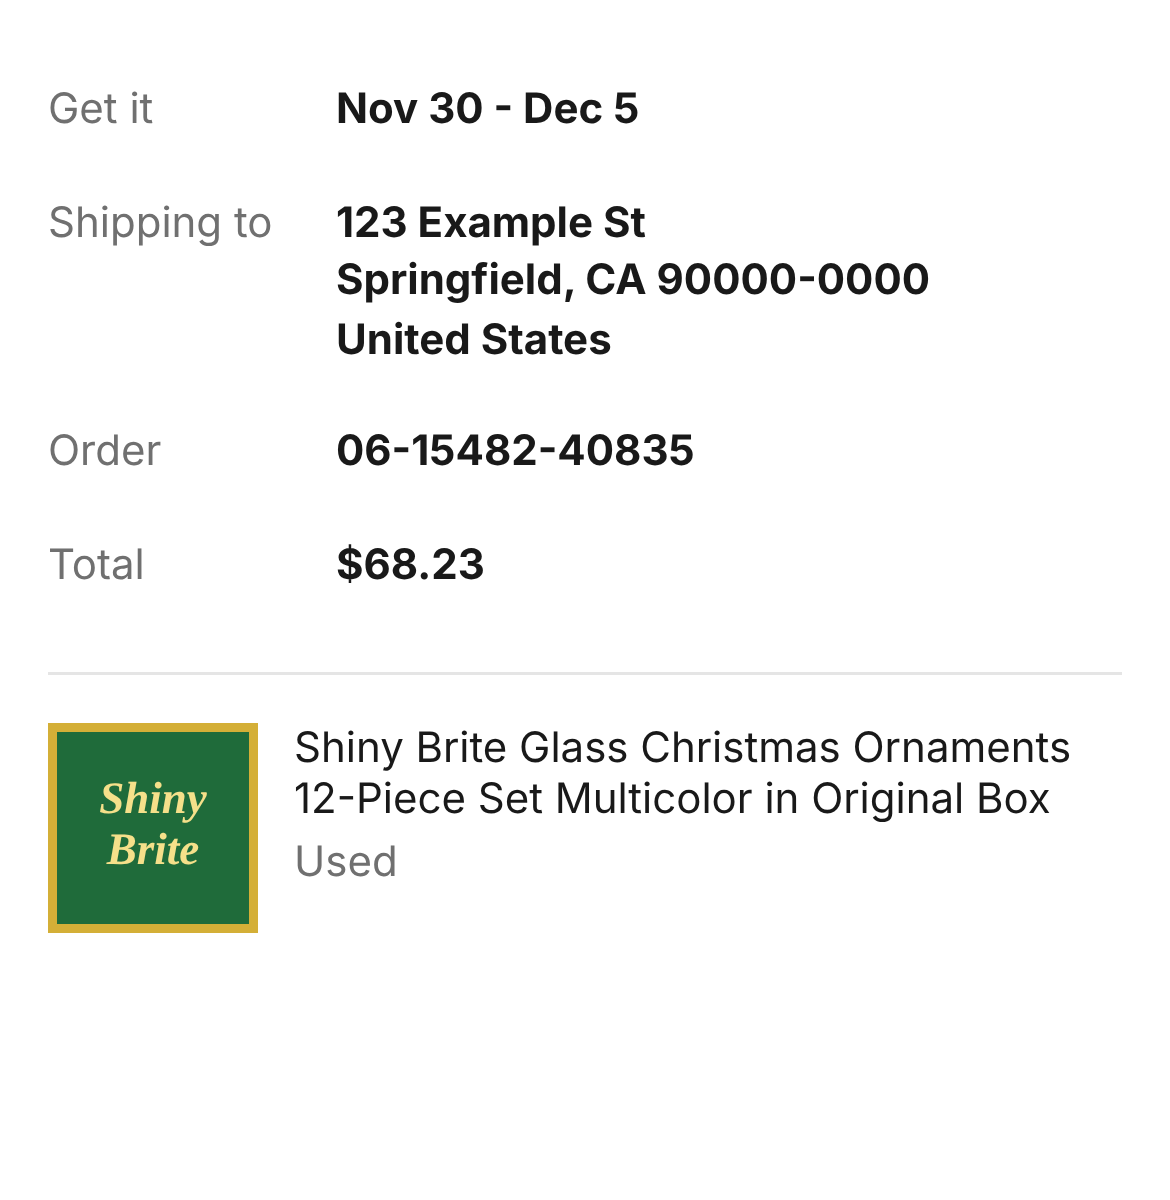 Get it
Nov 30 - Dec 5
Shipping to
123 Example St
Springfield, CA 90000-0000
United States
Order
06-15482-40835
Total
$68.23
Shiny
Brite
Shiny Brite Glass Christmas Ornaments
12-Piece Set Multicolor in Original Box
Used